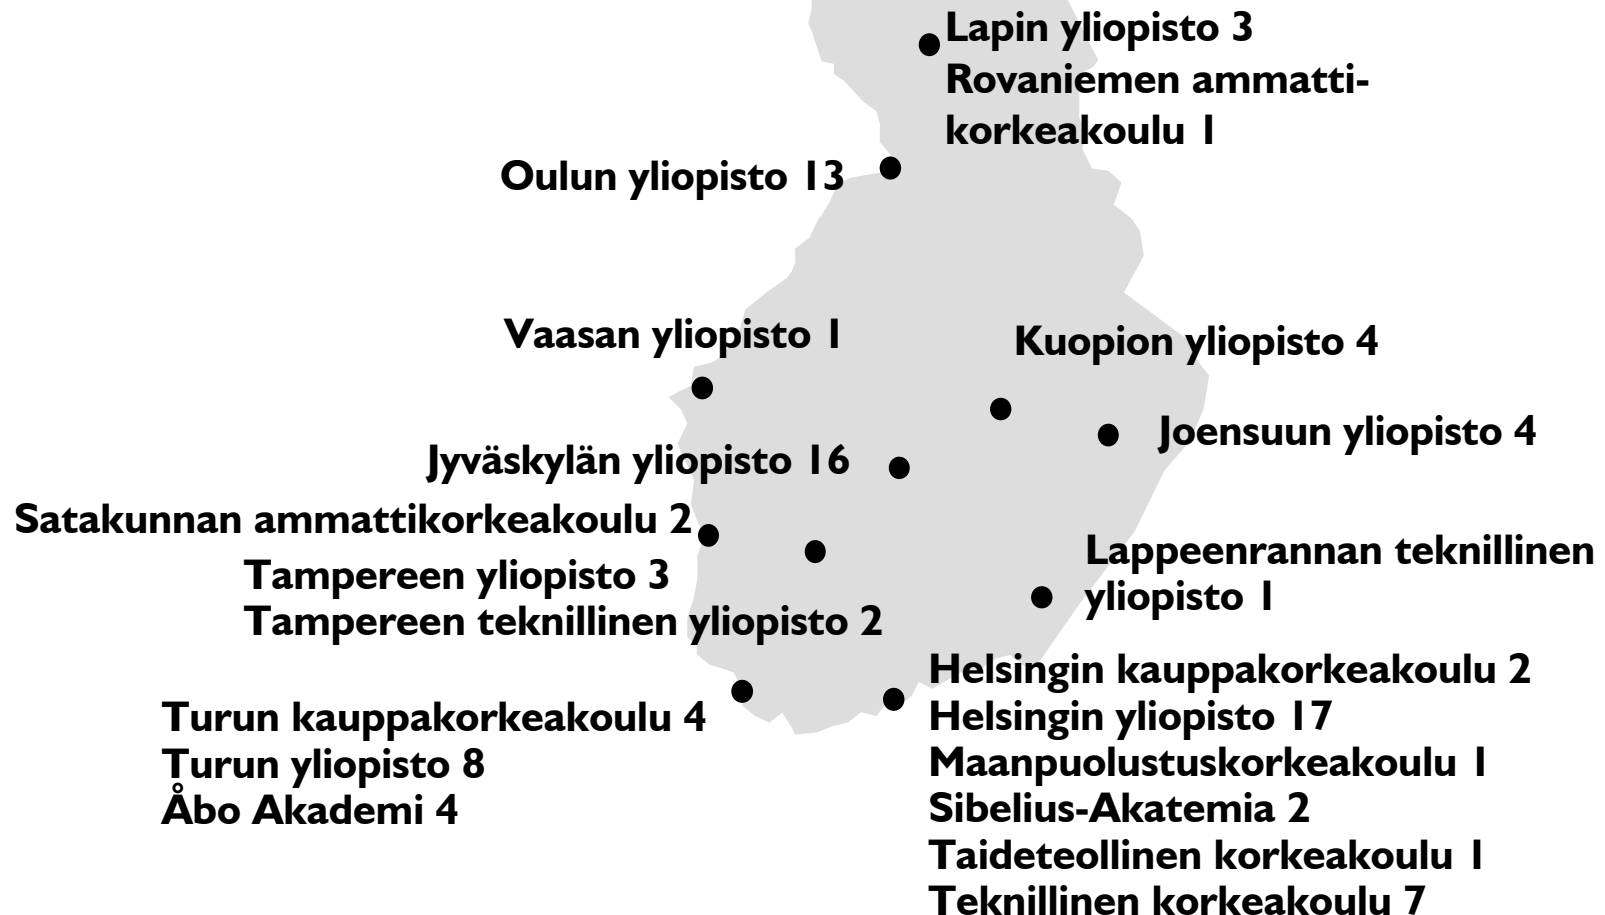 Lapin yliopisto 3
Rovaniemen ammatti-
korkeakoulu 1
Oulun yliopisto 13
Vaasan yliopisto 1
Kuopion yliopisto 4
Joensuun yliopisto 4
Jyväskylän yliopisto 16
Satakunnan ammattikorkeakoulu 2
Tampereen yliopisto 3
Tampereen teknillinen yliopisto 2
Lappeenrannan teknillinen
yliopisto 1
Turun kauppakorkeakoulu 4
Turun yliopisto 8
Åbo Akademi 4
Helsingin kauppakorkeakoulu 2
Helsingin yliopisto 17
Maanpuolustuskorkeakoulu 1
Sibelius-Akatemia 2
Taideteollinen korkeakoulu 1
Teknillinen korkeakoulu 7